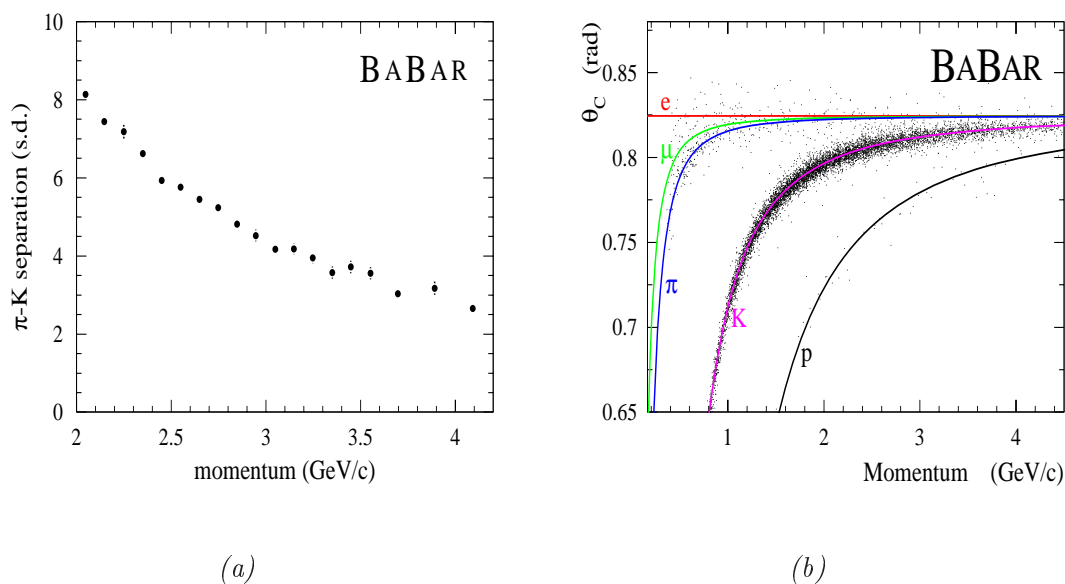 BABAR
π-K separation (s.d.)
10
8
6
4
2
0
2
2.5
3
3.5
4
momentum (GeV/c)
(a)
BABAR
θC (rad)
0.85
0.8
0.75
0.7
0.65
e
μ
π
K
p
1
2
3
4
Momentum (GeV/c)
(b)